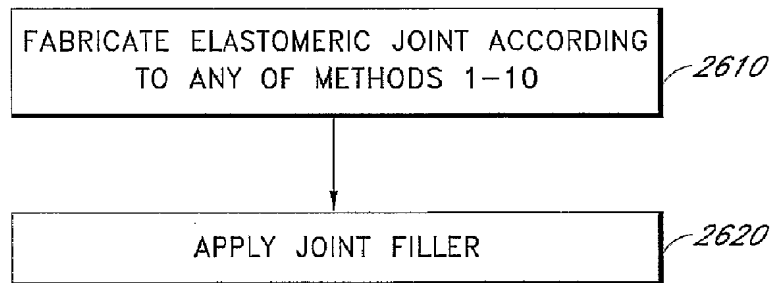 FABRICATE ELASTOMERIC JOINT ACCORDING
TO ANY OF METHODS 1-10
2610
APPLY JOINT FILLER
2620